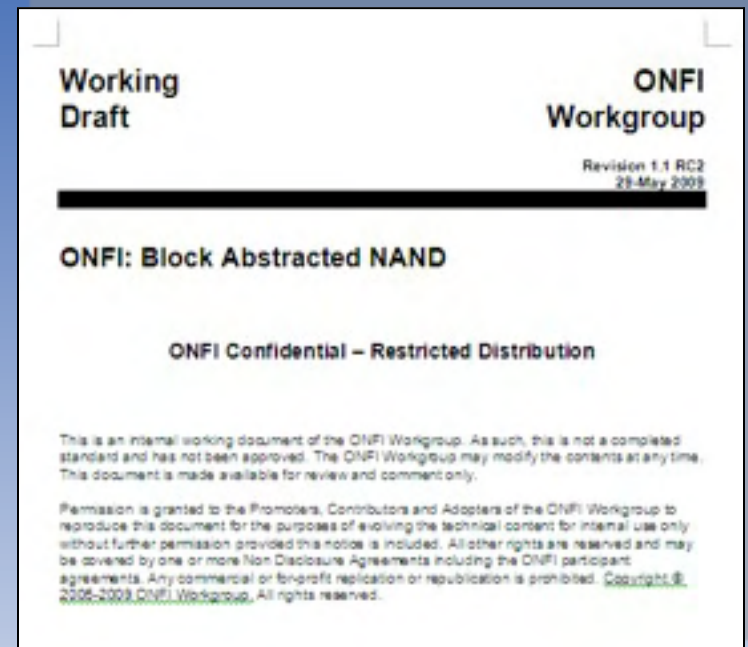 Working ONFI
Draft Workgroup
Revision 1.1 RC2
29-May 2009
ONFI: Block Abstracted NAND
ONFI Confidential – Restricted Distribution
This is an internal working document of the ONFI Workgroup. As such, this is not a completed
standard and has not been approved. The ONFI Workgroup may modify the contents at any time.
This document is made available for review and comment only.
Permission is granted to the Promoters, Contributors and Adopters of the ONFI Workgroup to
reproduce this document for the purposes of evolving the technical content for internal use only
without further permission provided this notice is included. All other rights are reserved and may
be covered by one or more Non Disclosure Agreements including the ONFI participant
agreements. Any commercial or for-profit replication or republication is prohibited. Copyright ©
2005-2009 ONFI Workgroup. All rights reserved.